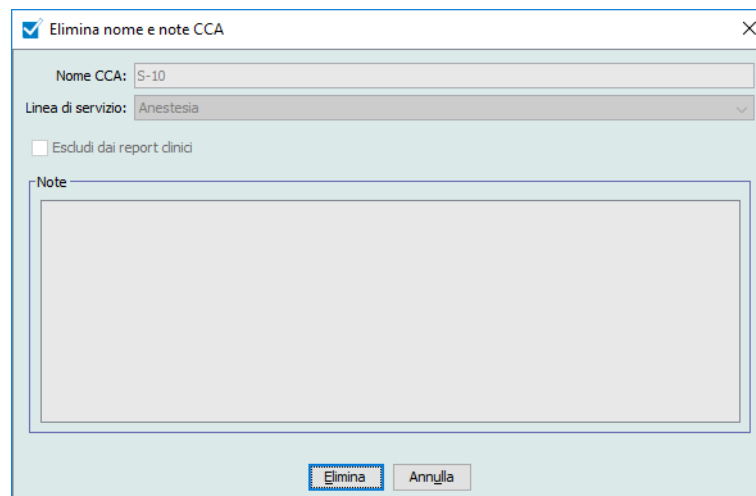 Elimina nome e note CCA
Nome CCA: S-10
Linea di servizio: Anestesia
Escludi dai report clinici
Note
Elimina Annulla